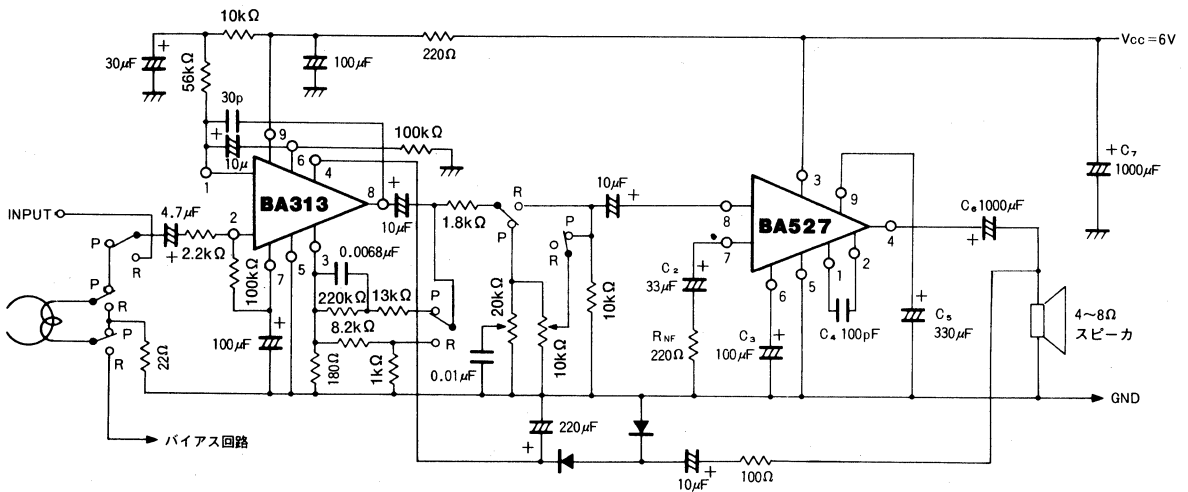 10kΩ
Vcc=6V
30μF
+
56kΩ
100μF
+
220Ω
30p
9
100kΩ
+
10μ
6
4
1
BA313
8
+
10μF
R
1.8kΩ
P
10μF
+
3
9
+C₇
1000μF
INPUT
4.7μF
+
2
2.2kΩ
P
R
7
5
3
0.0068μF
100kΩ
220kΩ
13kΩ
P
R
8.2kΩ
P
R
8
7
BA527
4
C₆1000μF
+
C₂
33μF
+
6
5
1
2
P
R
P
R
22Ω
100μF
+
180Ω
1kΩ
20kΩ
10kΩ
10kΩ
0.01μF
RNF
220Ω
C₃
100μF
+
C₄100pF
+
C₅
330μF
4〜8Ω
スピーカ
GND
バイアス回路
220μF
+
10μF
+
100Ω